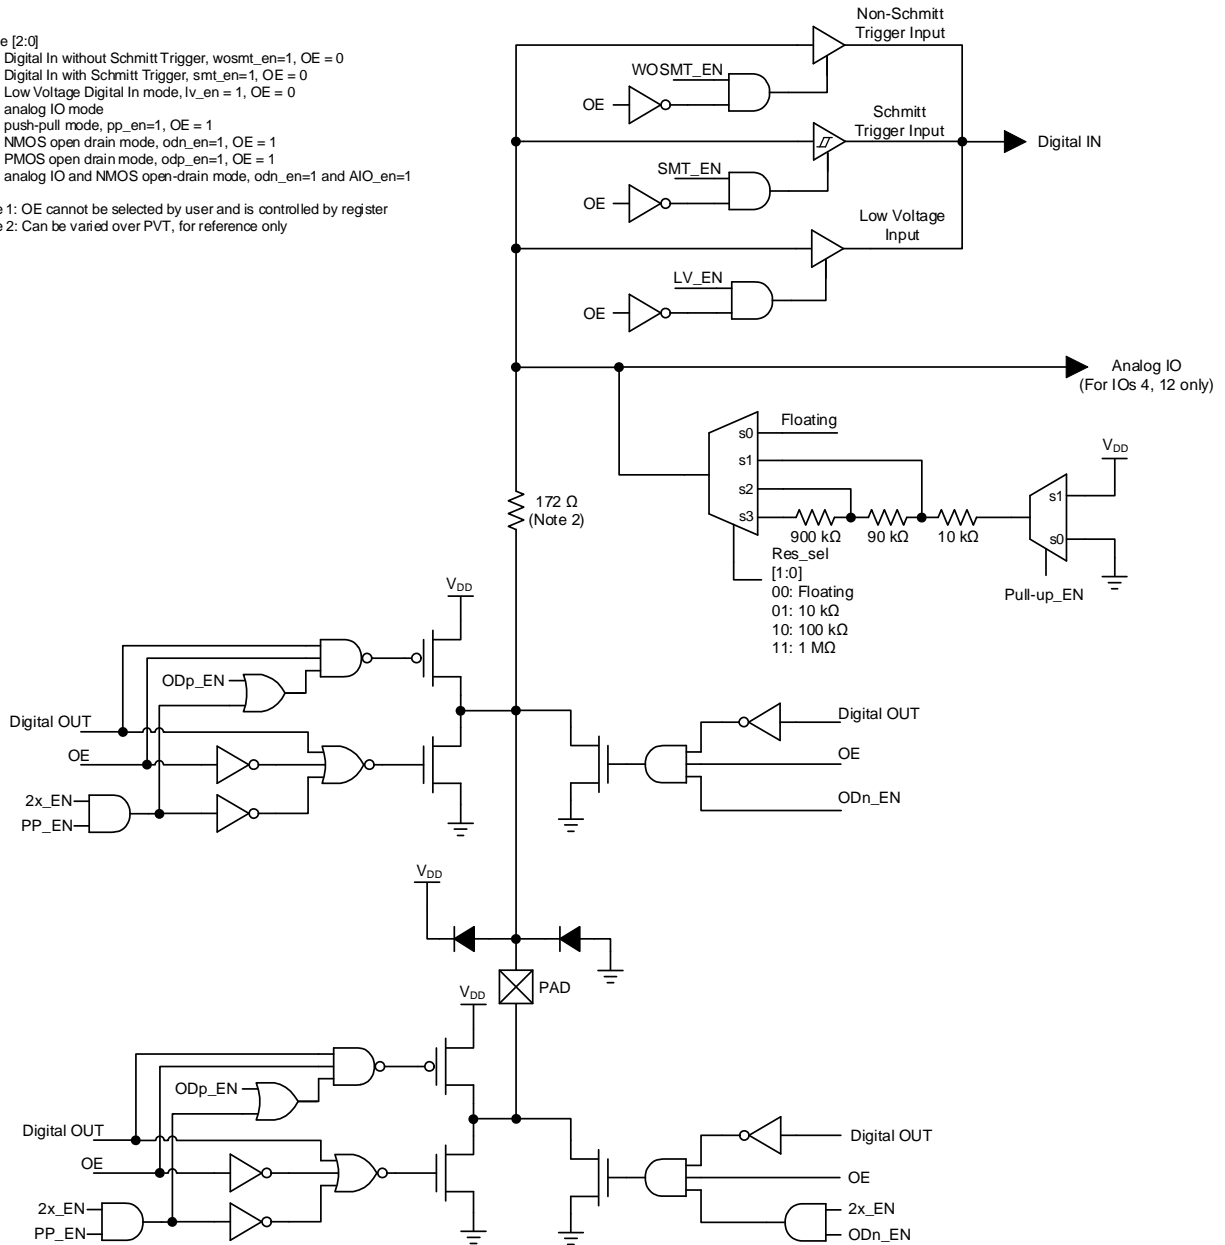 e [2:0]
Digital In without Schmitt Trigger, wosmt_en=1, OE = 0
Digital In with Schmitt Trigger, smt_en=1, OE = 0
Low Voltage Digital In mode, lv_en = 1, OE = 0
analog IO mode
push-pull mode, pp_en=1, OE = 1
NMOS open drain mode, odn_en=1, OE = 1
PMOS open drain mode, odp_en=1, OE = 1
analog IO and NMOS open-drain mode, odn_en=1 and AIO_en=1
e 1: OE cannot be selected by user and is controlled by register
e 2: Can be varied over PVT, for reference only
Non-Schmitt
Trigger Input
WOSMT_EN
OE
Schmitt
Trigger Input
Digital IN
SMT_EN
OE
Low Voltage
Input
LV_EN
OE
Analog IO
(For IOs 4, 12 only)
s0
Floating
s1
s2
s3
900 kΩ
90 kΩ
10 kΩ
VDD
s1
s0
Pull-up_EN
Res_sel
[1:0]
00: Floating
01: 10 kΩ
10: 100 kΩ
11: 1 MΩ
172 Ω
(Note 2)
VDD
ODp_EN
Digital OUT
OE
2x_EN
PP_EN
Digital OUT
OE
ODn_EN
VDD
PAD
VDD
ODp_EN
Digital OUT
OE
2x_EN
PP_EN
Digital OUT
OE
2x_EN
ODn_EN